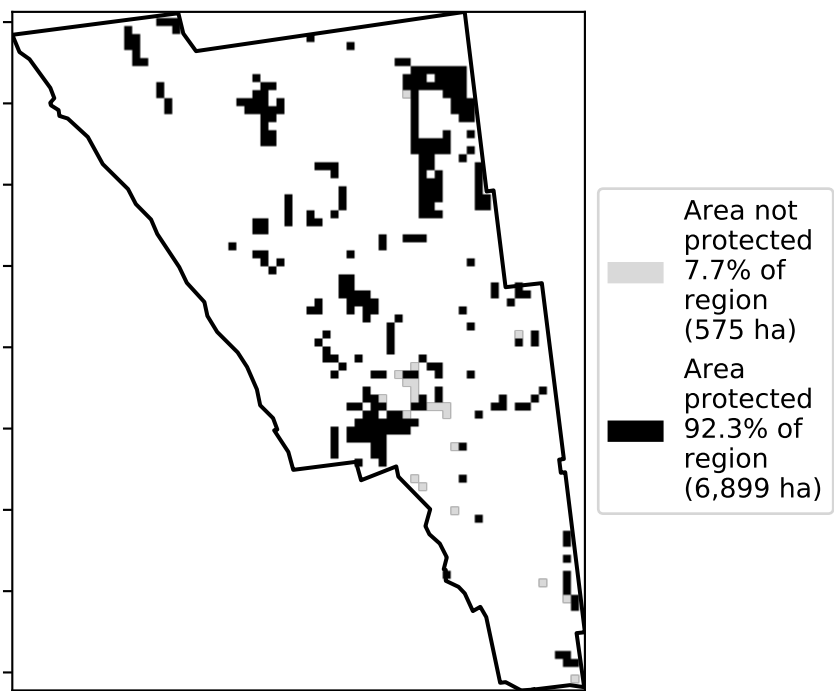 Area not
protected
7.7% of
region
(575 ha)
Area
protected
92.3% of
region
(6,899 ha)